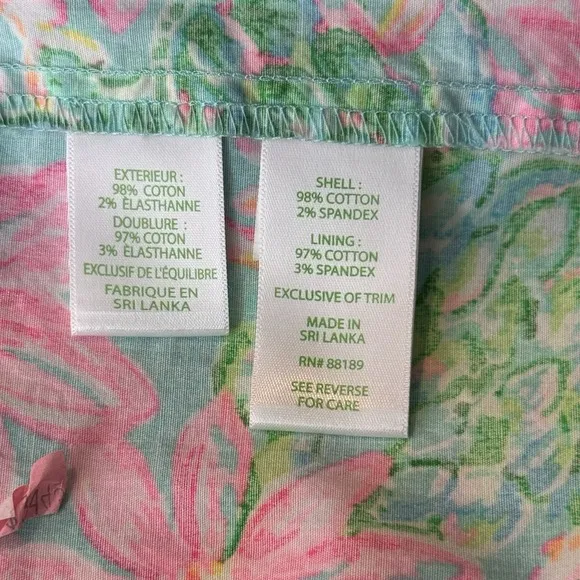 EXTERIEUR :
98% COTON
2% ÉLASTHANNE
DOUBLURE :
97% COTON
3% ÉLASTHANNE
EXCLUSIF DE L'ÉQUILIBRE
FABRIQUE EN
SRI LANKA
SHELL:
98% COTTON
2% SPANDEX
LINING:
97% COTTON
3% SPANDEX
EXCLUSIVE OF TRIM
MADE IN
SRI LANKA
RN# 88189
SEE REVERSE
FOR CARE